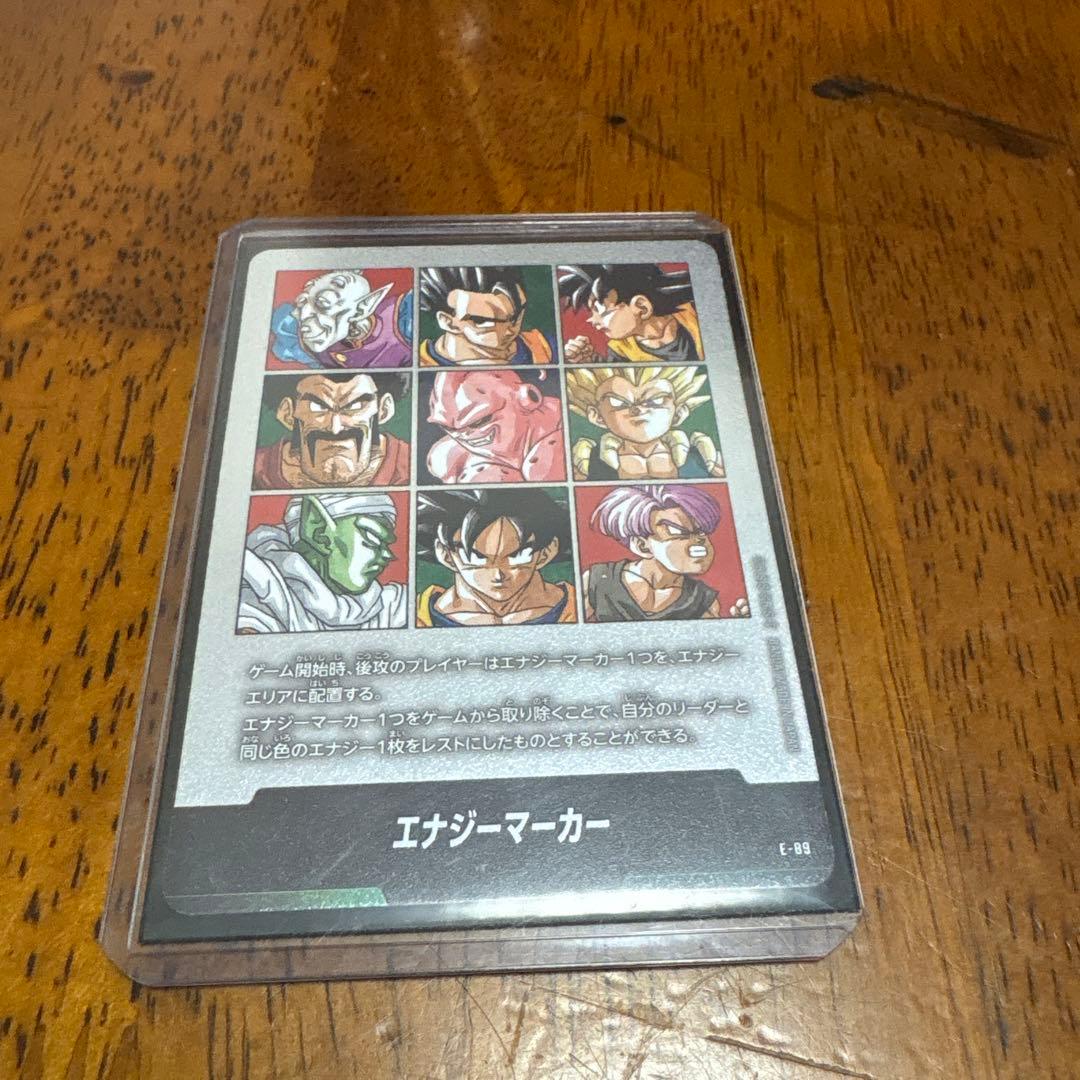 ゲーム開始時、後攻のプレイヤーはエナジーマーカー1つを、エナジー
エリアに配置する。
エナジーマーカー1つをゲームから取り除くことで、自分のリーダーと
同じ色のエナジー1枚をレストにしたものとすることができる。
エナジーマーカー
E-89